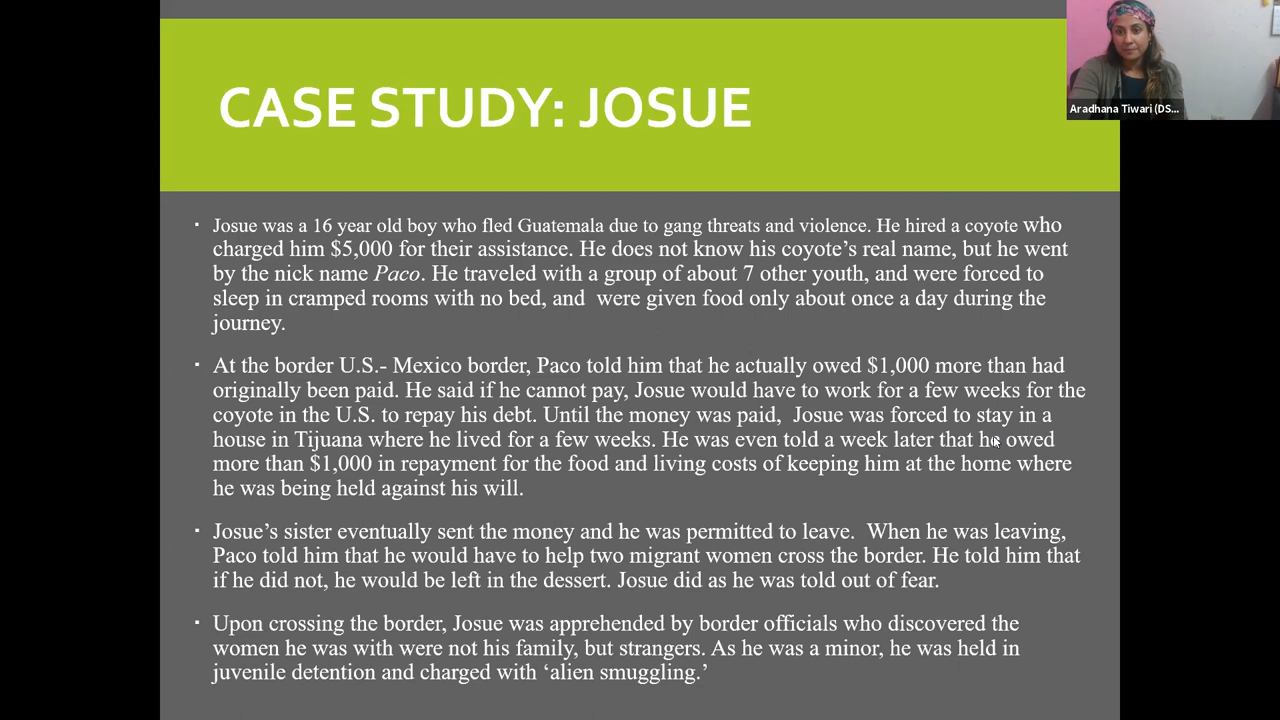 CASE STUDY: JOSUE
Aradhana Tiwari (DS...
▪ Josue was a 16 year old boy who fled Guatemala due to gang threats and violence. He hired a coyote who
charged him $5,000 for their assistance. He does not know his coyote’s real name, but he went
by the nick name Paco. He traveled with a group of about 7 other youth, and were forced to
sleep in cramped rooms with no bed, and were given food only about once a day during the
journey.
▪ At the border U.S.- Mexico border, Paco told him that he actually owed $1,000 more than had
originally been paid. He said if he cannot pay, Josue would have to work for a few weeks for the
coyote in the U.S. to repay his debt. Until the money was paid, Josue was forced to stay in a
house in Tijuana where he lived for a few weeks. He was even told a week later that he owed
more than $1,000 in repayment for the food and living costs of keeping him at the home where
he was being held against his will.
▪ Josue’s sister eventually sent the money and he was permitted to leave. When he was leaving,
Paco told him that he would have to help two migrant women cross the border. He told him that
if he did not, he would be left in the dessert. Josue did as he was told out of fear.
▪ Upon crossing the border, Josue was apprehended by border officials who discovered the
women he was with were not his family, but strangers. As he was a minor, he was held in
juvenile detention and charged with ‘alien smuggling.’